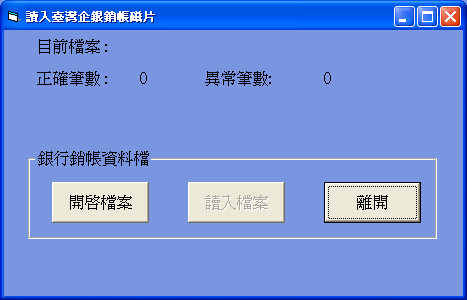 讀入臺灣企銀銷帳磁片
目前檔案：
正確筆數： 0 異常筆數: 0
銀行銷帳資料檔
開啓檔案 讀入檔案 離開